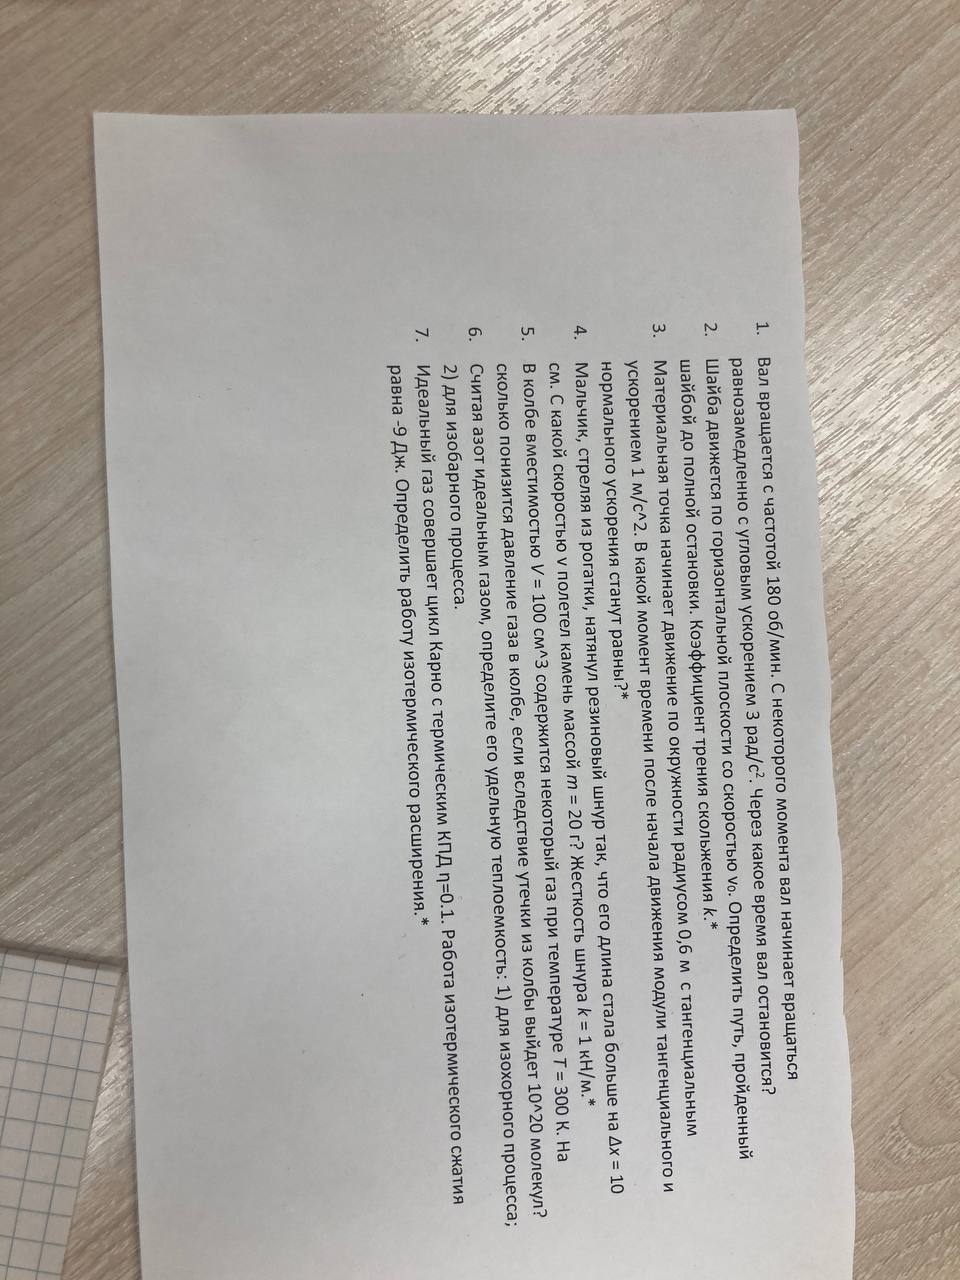 1. Вал вращается с частотой 180 об/мин. С некоторого момента вал начинает вращаться
равнозамедленно с угловым ускорением 3 рад/с². Через какое время вал остановится?
2. Шайба движется по горизонтальной плоскости со скоростью v₀. Определить путь, пройденный
шайбой до полной остановки. Коэффициент трения скольжения k.*
3. Материальная точка начинает движение по окружности радиусом 0,6 м с тангенциальным
ускорением 1 м/с^2. В какой момент времени после начала движения модули тангенциального и
нормального ускорения станут равны?*
4. Мальчик, стреляя из рогатки, натянул резиновый шнур так, что его длина стала больше на Δx = 10
см. С какой скоростью v полетел камень массой m = 20 г? Жесткость шнура k = 1 кН/м.*
5. В колбе вместимостью V = 100 см^3 содержится некоторый газ при температуре T = 300 К. На
сколько понизится давление газа в колбе, если вследствие утечки из колбы выйдет 10^20 молекул?
6. Считая азот идеальным газом, определите его удельную теплоемкость: 1) для изохорного процесса;
2) для изобарного процесса.
7. Идеальный газ совершает цикл Карно с термическим КПД η=0.1. Работа изотермического сжатия
равна -9 Дж. Определить работу изотермического расширения.*